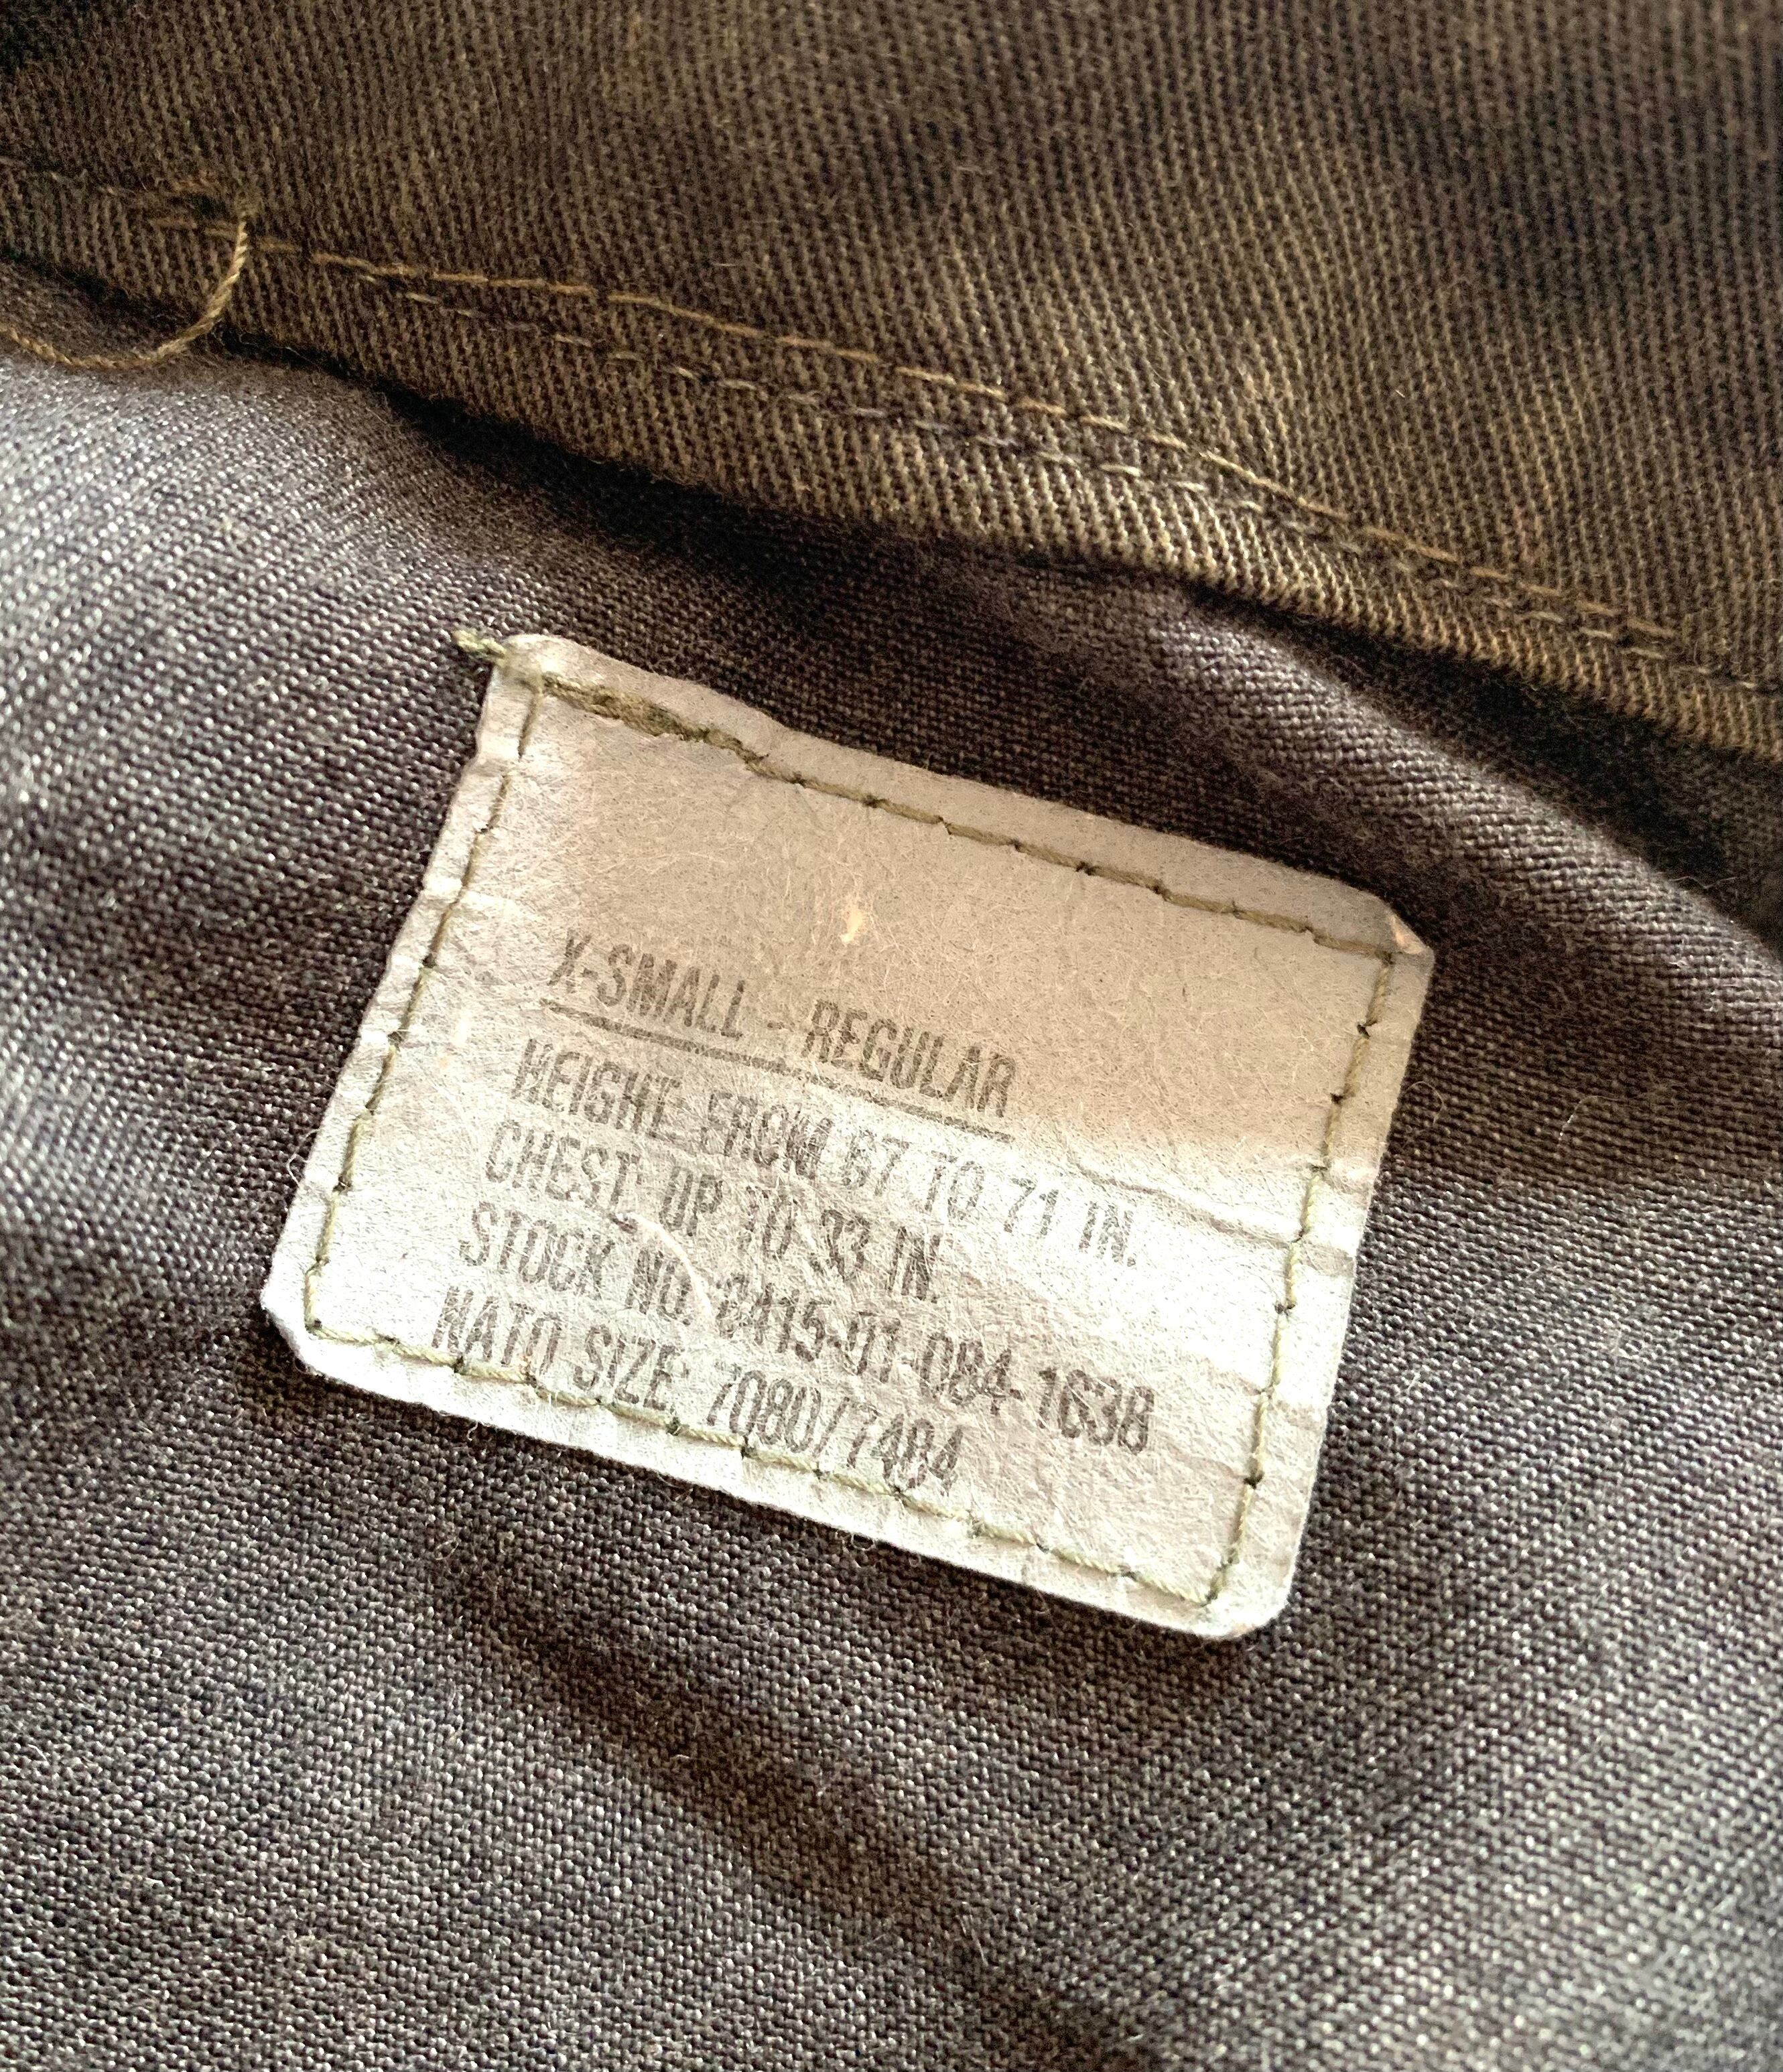 X-SMALL - REGULAR
HEIGHT: FROM 67 TO 71 IN.
CHEST: UP TO 33 IN.
STOCK NO. 8415-01-084-1638
NATO SIZE: 7080/7484